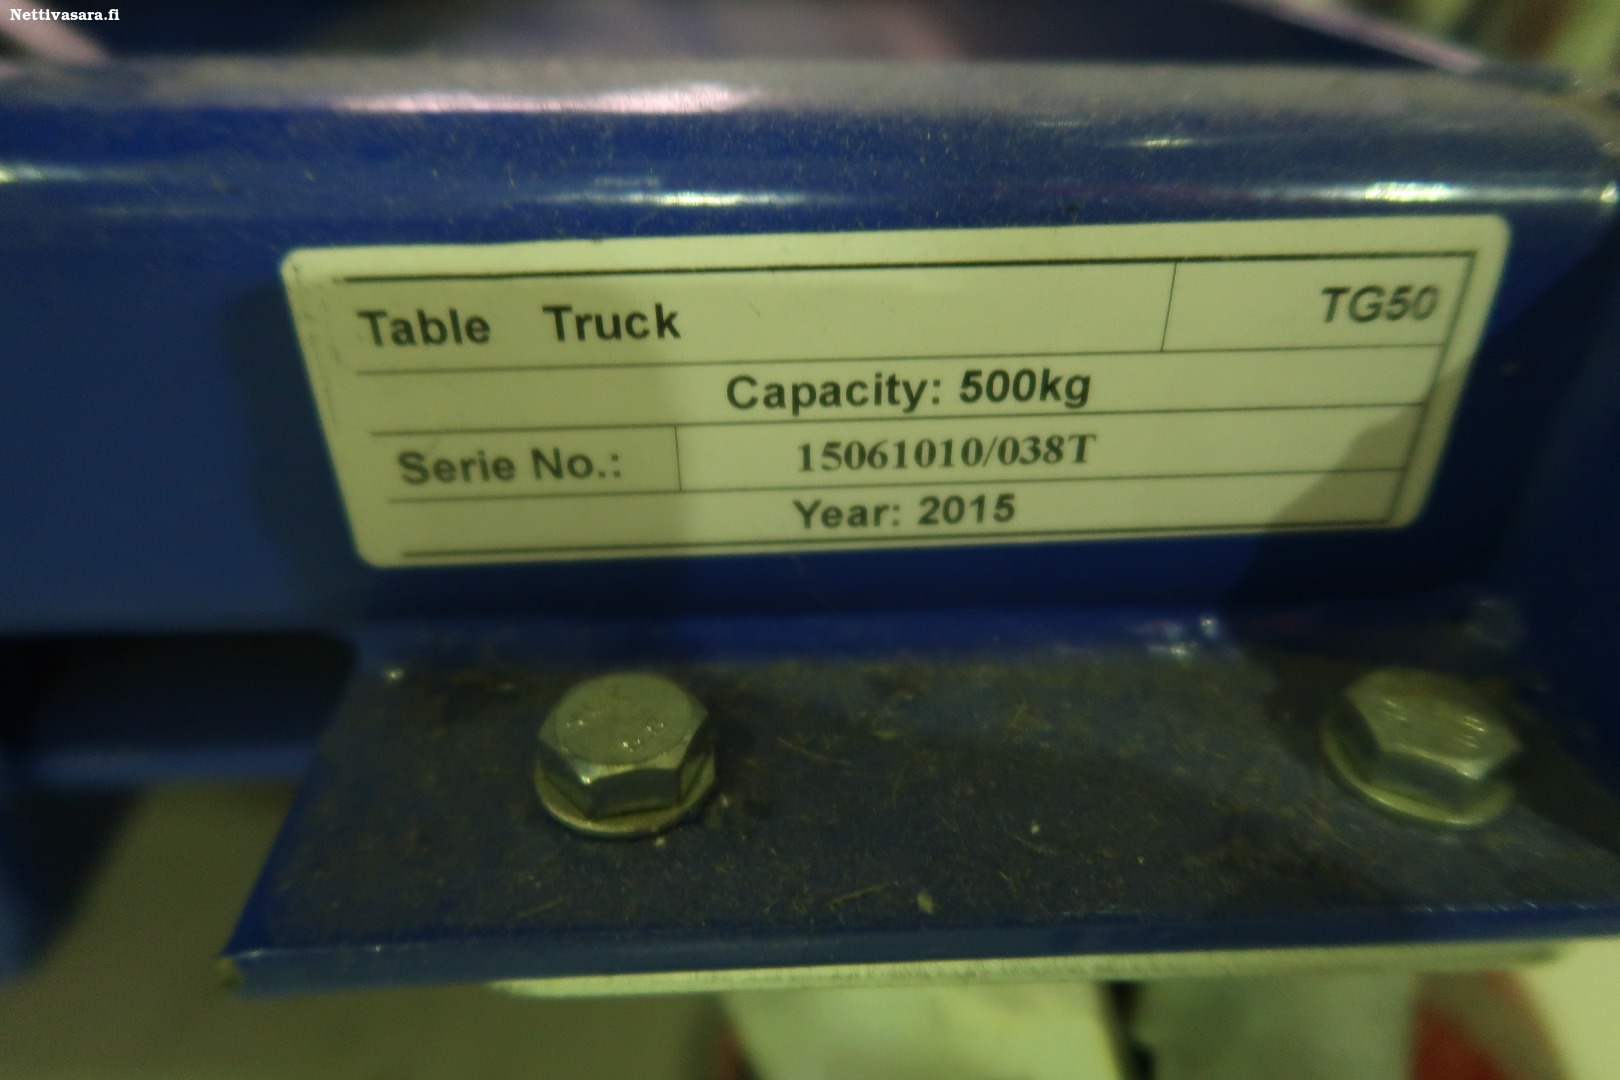 Nettivasara.fi
Table Truck TG50
Capacity: 500kg
Serie No.: 15061010/038T
Year: 2015